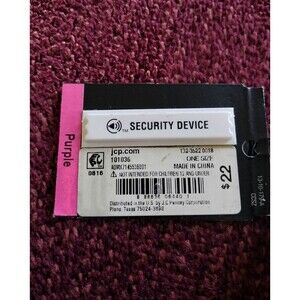 Purple
SECURITY DEVICE
jcp.com
101036 ONE SIZE
MADE IN CHINA
0816
NOT INTENDED FOR CHILDREN 12 AND UNDER
$22
Distributed in the U.S. by J.C. Penney Corporation
Plano, Texas 75024-3698